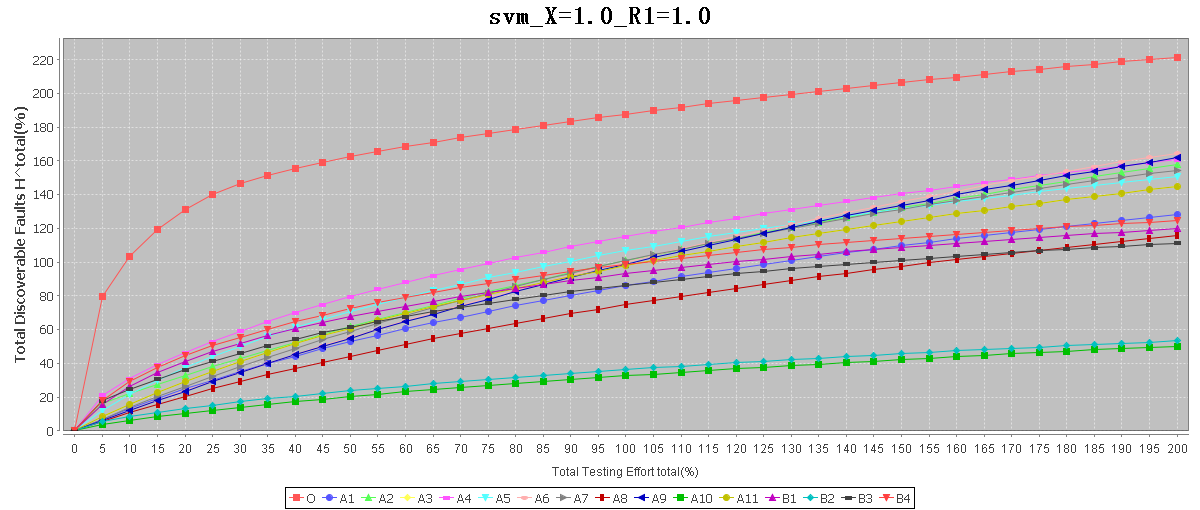 svm_X=1.0_R1=1.0
Total Discoverable Faults H^total(%)
220
200
180
160
140
120
100
80
60
40
20
0
0 5 10 15 20 25 30 35 40 45 50 55 60 65 70 75 80 85 90 95 100 105 110 115 120 125 130 135 140 145 150 155 160 165 170 175 180 185 190 195 200
Total Testing Effort total(%)
O A1 A2 A3 A4 A5 A6 A7 A8 A9 A10 A11 B1 B2 B3 B4